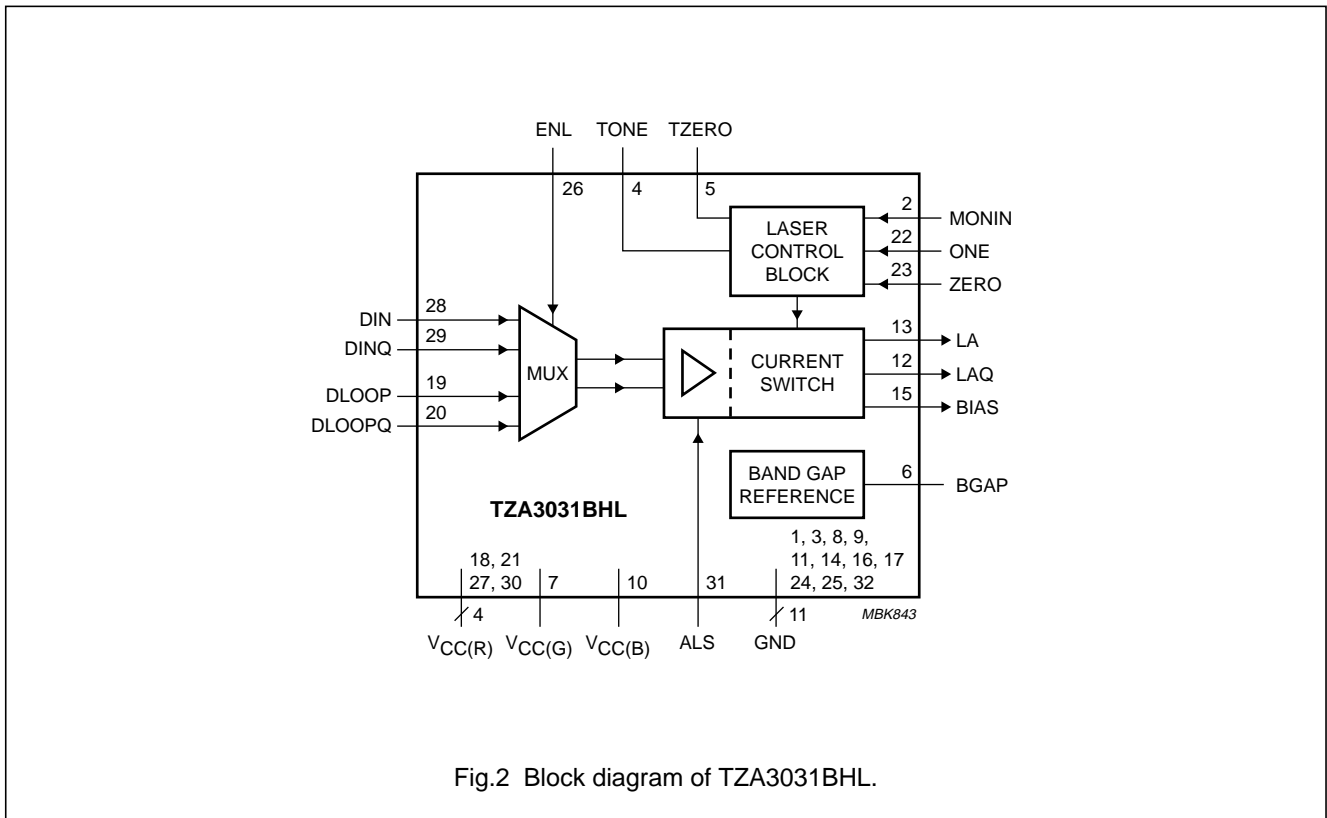 ENL TONE TZERO
26 4 5
LASER
CONTROL
BLOCK
2 MONIN
22 ONE
23 ZERO
DIN 28
DINQ 29
DLOOP 19
DLOOPQ 20
MUX
CURRENT
SWITCH
13 LA
12 LAQ
15 BIAS
BAND GAP
REFERENCE
6 BGAP
TZA3031BHL
18, 21
27, 30 7 10 31
1, 3, 8, 9,
11, 14, 16, 17
24, 25, 32
4 11 MBK843
VCC(R) VCC(G) VCC(B) ALS GND
Fig.2 Block diagram of TZA3031BHL.